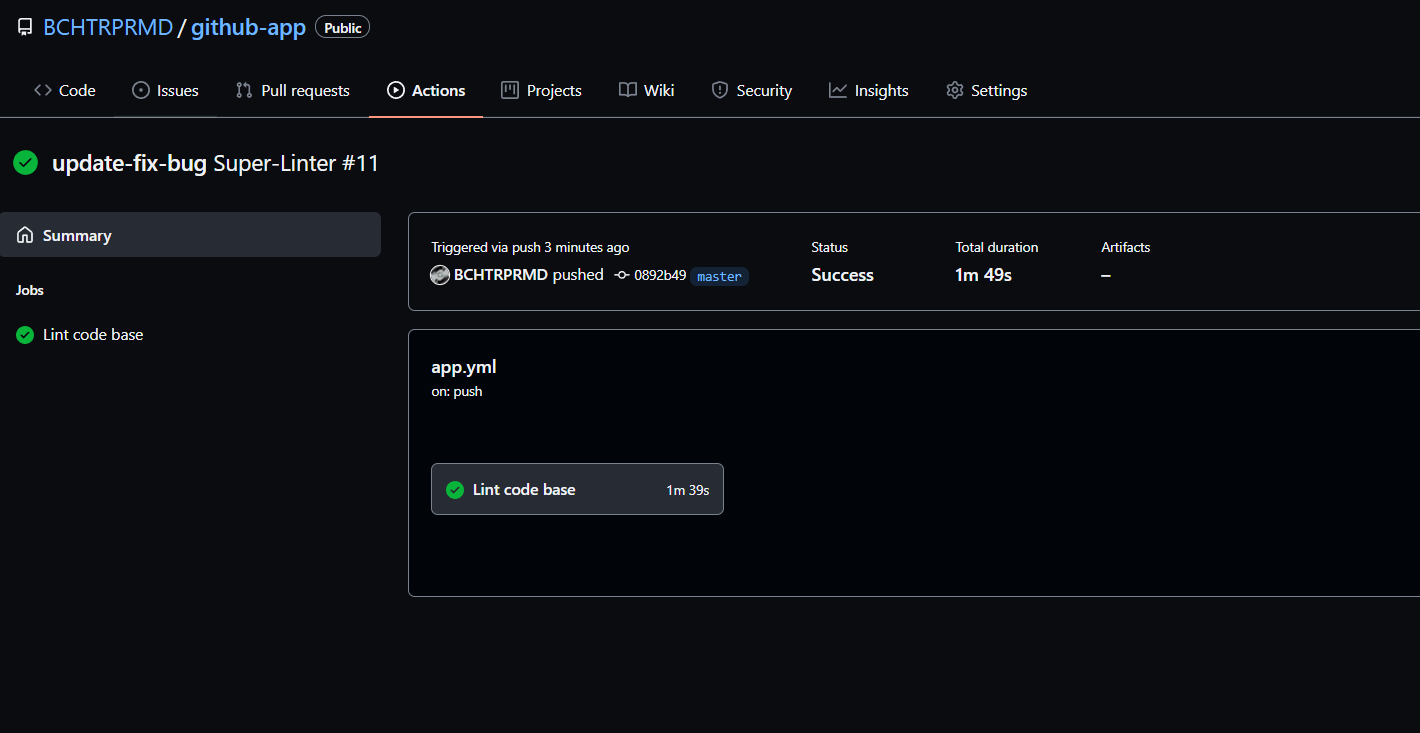 BCHTRPRMD / github-app Public
Code Issues Pull requests Actions Projects Wiki Security Insights Settings
update-fix-bug Super-Linter #11
Summary
Jobs
Lint code base
Triggered via push 3 minutes ago
BCHTRPRMD pushed 0892b49 master
Status
Success
Total duration
1m 49s
Artifacts
–
app.yml
on: push
Lint code base 1m 39s